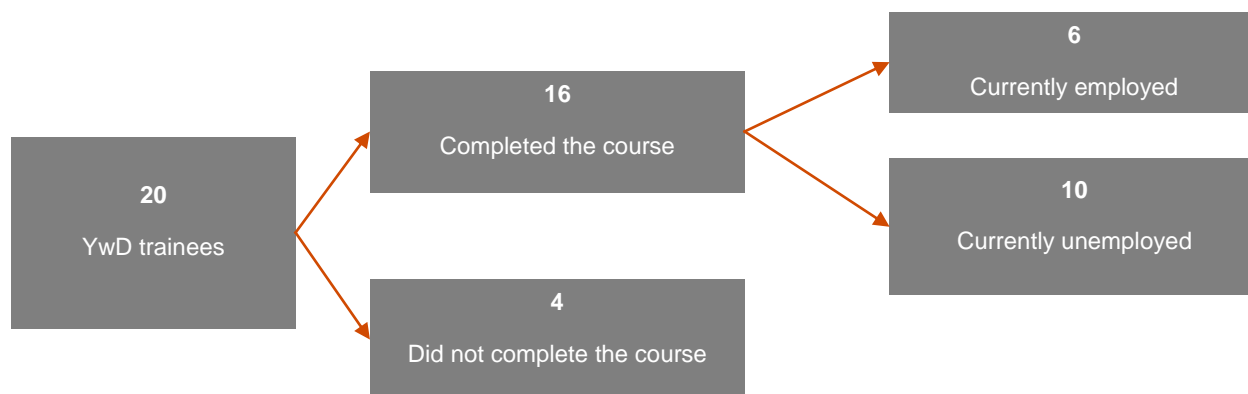 20
YwD trainees
16
Completed the course
4
Did not complete the course
6
Currently employed
10
Currently unemployed